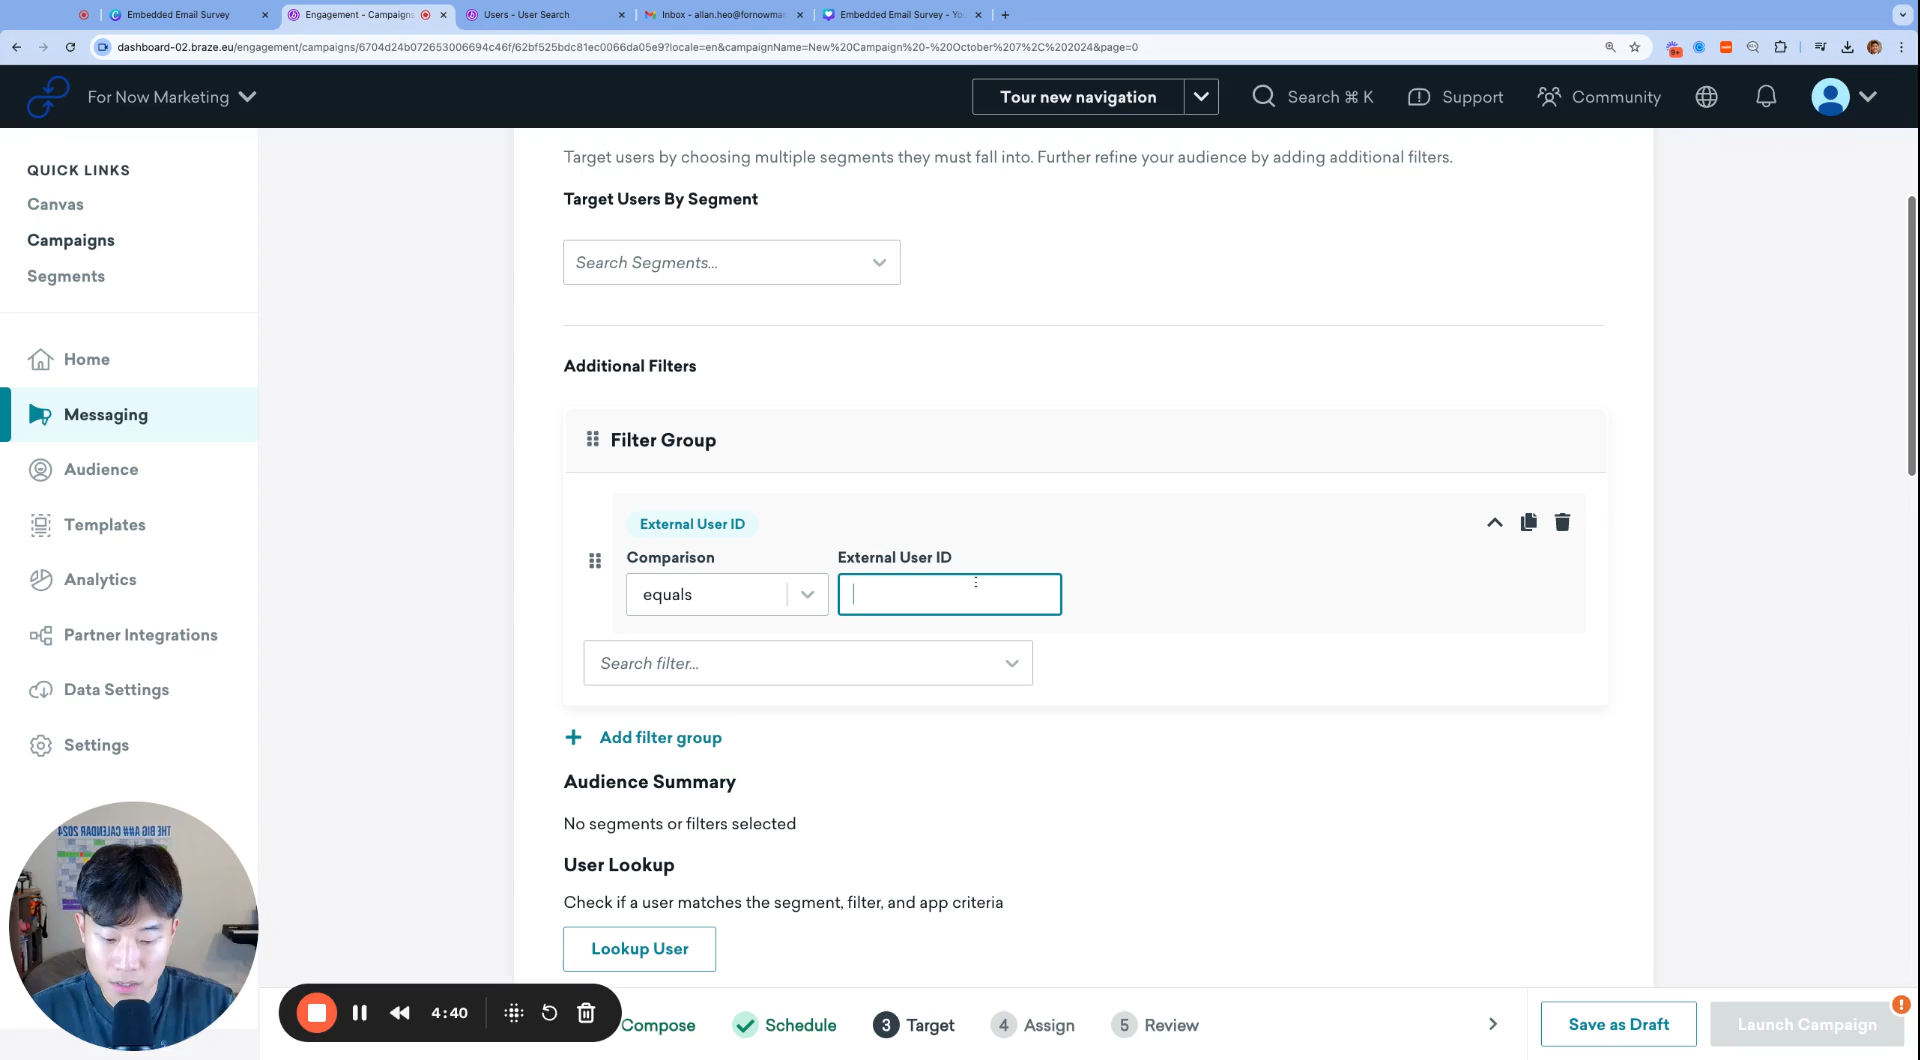 Embedded Email Survey
Engagement - Campaigns
Users - User Search
Inbox - allan.heo@fornowmar
Embedded Email Survey - Yo
dashboard-02.braze.eu/engagement/campaigns/6704d24b072653006694c46f/62bf525bdc81ec0066da05e9?locale=en&campaignName=New%20Campaign%20-%20October%207%2C%202024&page=0
For Now Marketing
Tour new navigation
Search ⌘ K
Support
Community
QUICK LINKS
Canvas
Campaigns
Segments
Home
Messaging
Audience
Templates
Analytics
Partner Integrations
Data Settings
Settings
Target users by choosing multiple segments they must fall into. Further refine your audience by adding additional filters.
Target Users By Segment
Search Segments...
Additional Filters
Filter Group
External User ID
Comparison
External User ID
equals
Search filter...
+ Add filter group
Audience Summary
No segments or filters selected
User Lookup
Check if a user matches the segment, filter, and app criteria
Lookup User
THE BIG A## CALENDAR 2024
4:40
Compose
Schedule
3 Target
4 Assign
5 Review
Save as Draft
Launch Campaign